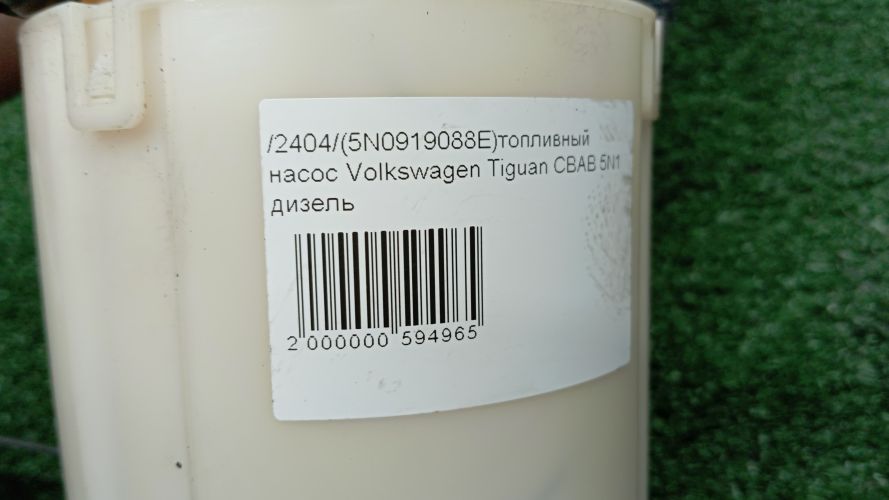 /2404/(5N0919088E)топливный
насос Volkswagen Tiguan CBAB 5N1
дизель
2 000000 594965